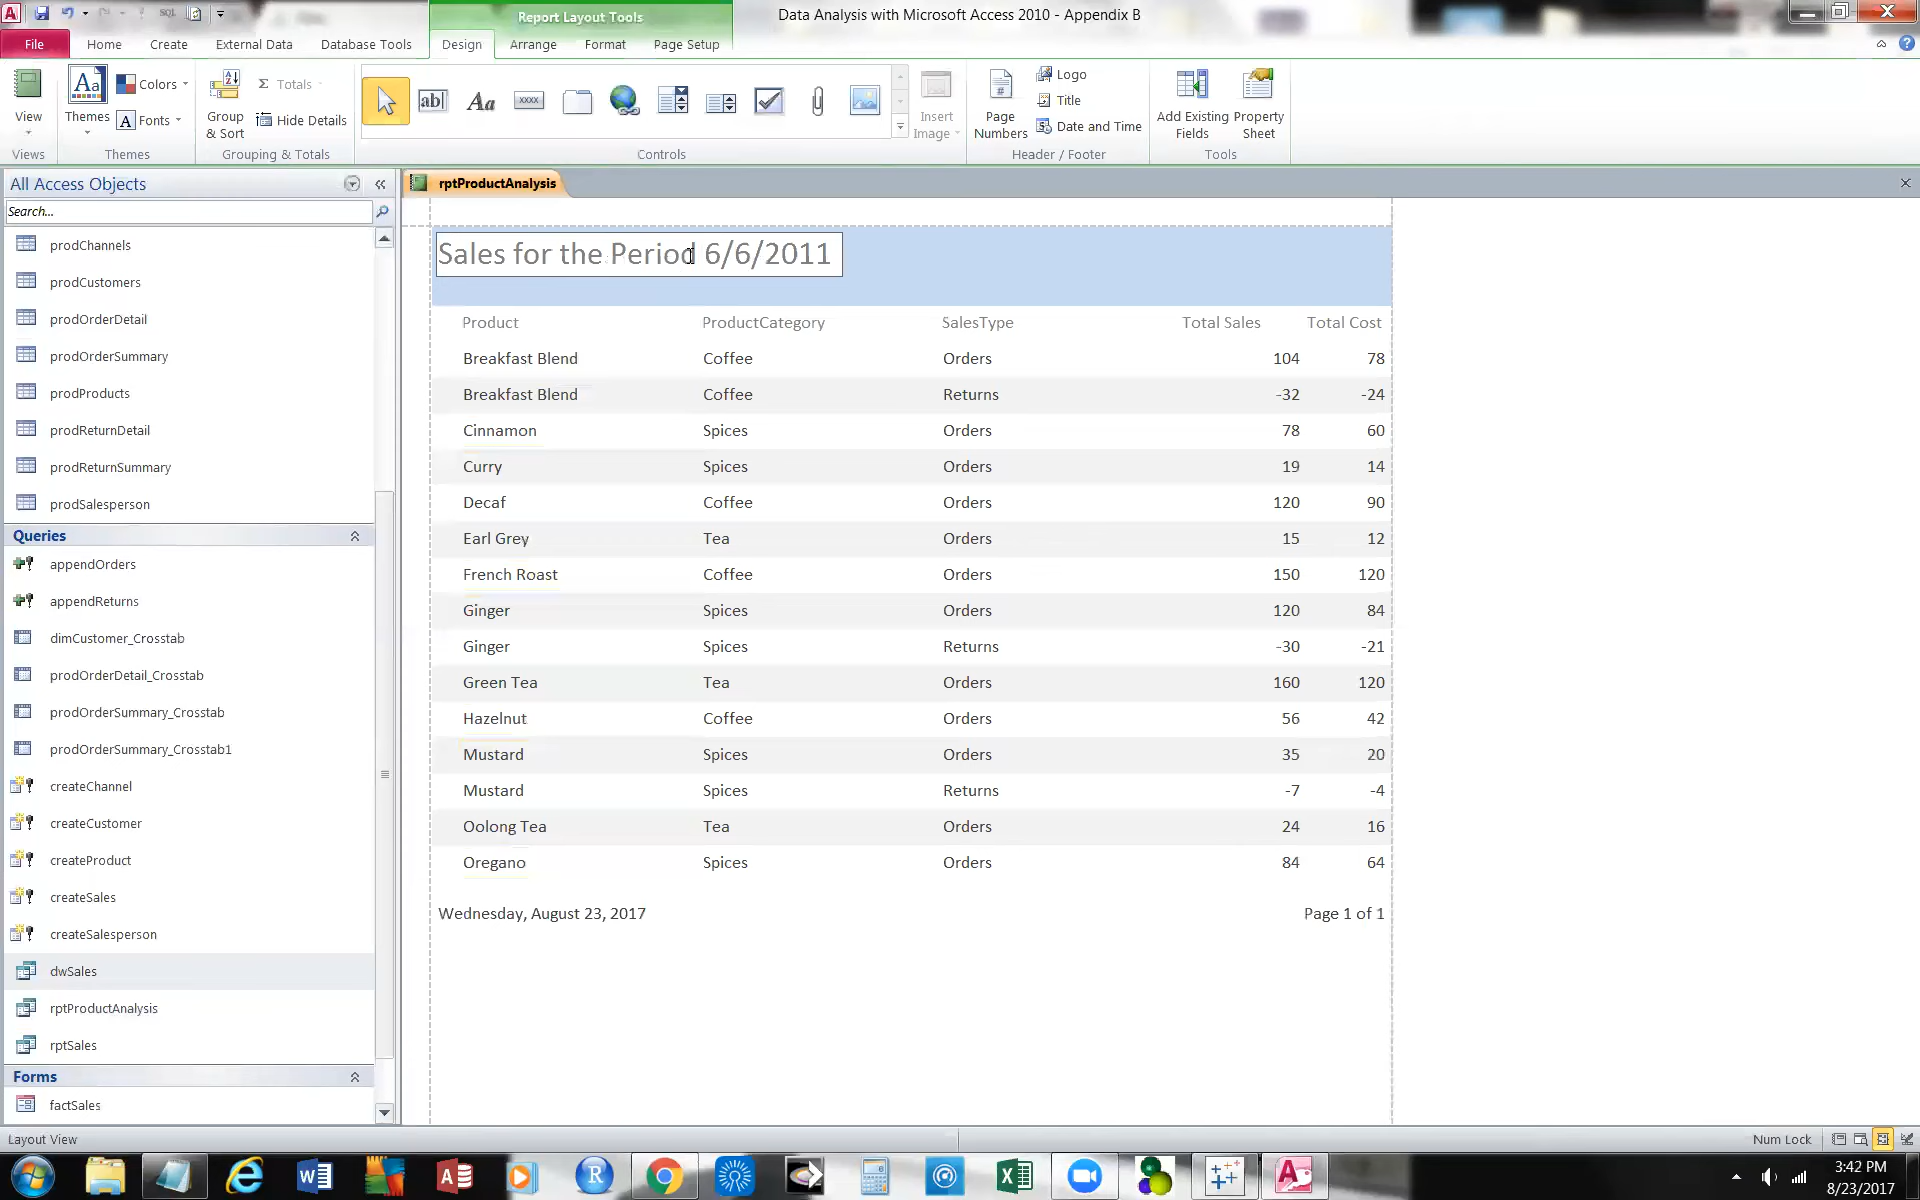 SQL
Report Layout Tools
Data Analysis with Microsoft Access 2010 - Appendix B
File
Home
Create
External Data
Database Tools
Design
Arrange
Format
Page Setup
View
Views
Aa
Themes
Colors
A Fonts
Themes
Group & Sort
Σ Totals
Hide Details
Grouping & Totals
ab|
Aa
XXXX
Controls
Insert Image
Page Numbers
Logo
Title
Date and Time
Header / Footer
Add Existing Fields
Property Sheet
Tools
All Access Objects
Search...
prodChannels
prodCustomers
prodOrderDetail
prodOrderSummary
prodProducts
prodReturnDetail
prodReturnSummary
prodSalesperson
Queries
appendOrders
appendReturns
dimCustomer_Crosstab
prodOrderDetail_Crosstab
prodOrderSummary_Crosstab
prodOrderSummary_Crosstab1
createChannel
createCustomer
createProduct
createSales
createSalesperson
dwSales
rptProductAnalysis
rptSales
Forms
factSales
rptProductAnalysis
Sales for the Period 6/6/2011
Product ProductCategory SalesType Total Sales Total Cost
Breakfast Blend Coffee Orders 104 78
Breakfast Blend Coffee Returns -32 -24
Cinnamon Spices Orders 78 60
Curry Spices Orders 19 14
Decaf Coffee Orders 120 90
Earl Grey Tea Orders 15 12
French Roast Coffee Orders 150 120
Ginger Spices Orders 120 84
Ginger Spices Returns -30 -21
Green Tea Tea Orders 160 120
Hazelnut Coffee Orders 56 42
Mustard Spices Orders 35 20
Mustard Spices Returns -7 -4
Oolong Tea Tea Orders 24 16
Oregano Spices Orders 84 64
Wednesday, August 23, 2017 Page 1 of 1
Layout View
Num Lock
3:42 PM
8/23/2017